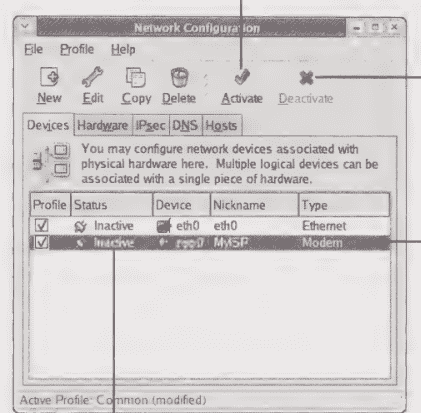 Network Configuration
File Profile Help
New Edit Copy Delete Activate Deactivate
Devices Hardware IPsec DNS Hosts
You may configure network devices associated with
physical hardware here. Multiple logical devices can be
associated with a single piece of hardware.
Profile Status Device Nickname Type
Inactive eth0 eth0 Ethernet
Inactive ppp0 MyISP Modem
Active Profile: Common (modified)